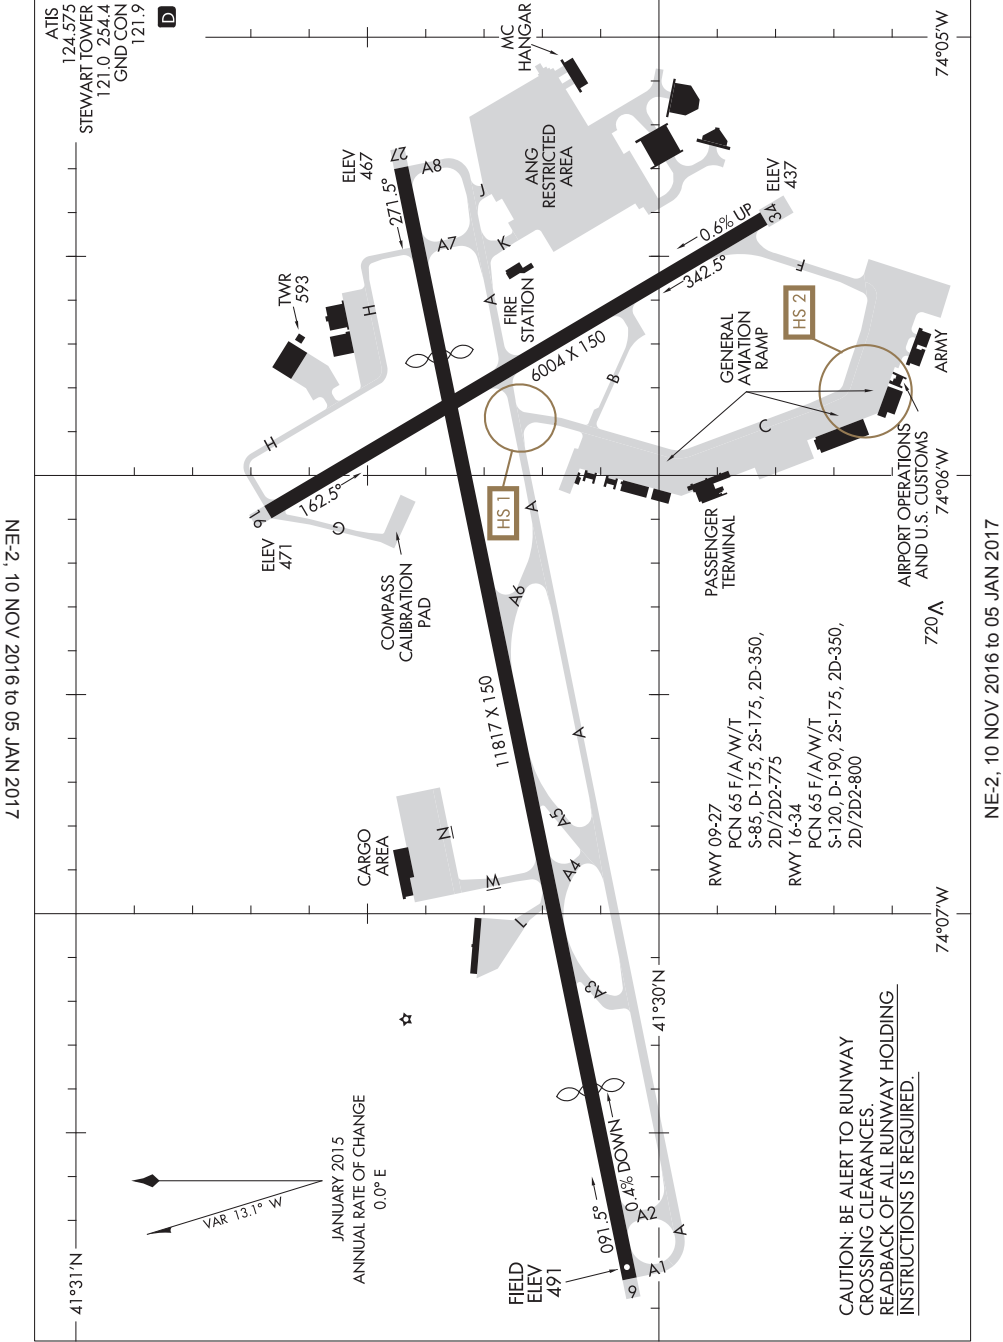 ATIS
124.575
STEWART TOWER
121.0 254.4
GND CON
121.9
D
MC
HANGAR
74°05'W
ELEV
467
27
A8
271.5°
J
ANG
RESTRICTED
AREA
ELEV
437
34
0.6% UP
342.5°
A7
K
TWR
593
H
A
FIRE
STATION
F
HS 2
6004 X 150
B
GENERAL
AVIATION
RAMP
ARMY
H
C
AIRPORT OPERATIONS
AND U.S. CUSTOMS
74°06'W
16
162.5°
G
ELEV
471
HS 1
A
PASSENGER
TERMINAL
COMPASS
CALIBRATION
PAD
A6
720
11817 X 150
A
RWY 09-27
PCN 65 F/A/W/T
S-85, D-175, 2S-175, 2D-350,
2D/2D2-775
RWY 16-34
PCN 65 F/A/W/T
S-120, D-190, 2S-175, 2D-350,
2D/2D2-800
CARGO
AREA
N
A5
A4
M
L
74°07'W
A3
41°30'N
JANUARY 2015
ANNUAL RATE OF CHANGE
0.0° E
VAR 13.1° W
0.4% DOWN
091.5°
A2
A
A1
9
FIELD
ELEV
491
41°31'N
CAUTION: BE ALERT TO RUNWAY
CROSSING CLEARANCES.
READBACK OF ALL RUNWAY HOLDING
INSTRUCTIONS IS REQUIRED.
NE-2, 10 NOV 2016 to 05 JAN 2017
NE-2, 10 NOV 2016 to 05 JAN 2017